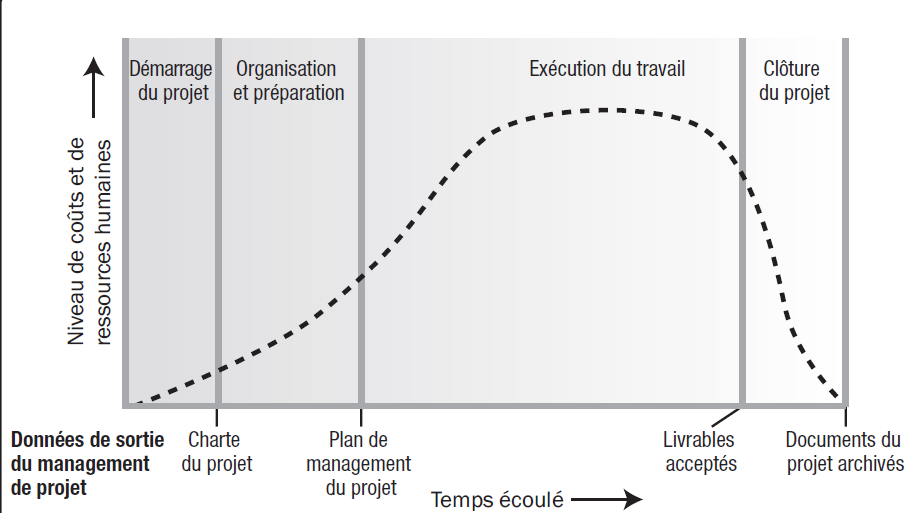 Démarrage
du projet
Organisation
et préparation
Exécution du travail
Clôture
du projet
Niveau de coûts et de
ressources humaines
Données de sortie
du management
de projet
Charte
du projet
Plan de
management
du projet
Livrables
acceptés
Documents du
projet archivés
Temps écoulé